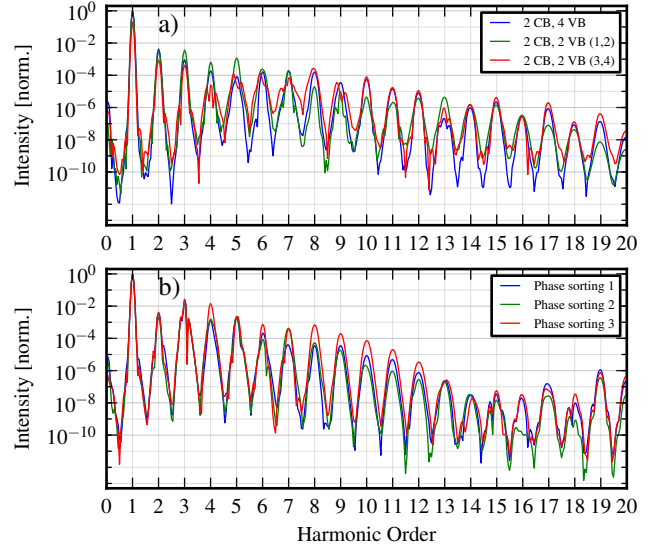 a)
2 CB, 4 VB
2 CB, 2 VB (1,2)
2 CB, 2 VB (3,4)
Intensity [norm.]
10^0
10^-2
10^-4
10^-6
10^-8
10^-10
0 1 2 3 4 5 6 7 8 9 10 11 12 13 14 15 16 17 18 19 20
b)
Phase sorting 1
Phase sorting 2
Phase sorting 3
Intensity [norm.]
10^0
10^-2
10^-4
10^-6
10^-8
10^-10
0 1 2 3 4 5 6 7 8 9 10 11 12 13 14 15 16 17 18 19 20
Harmonic Order